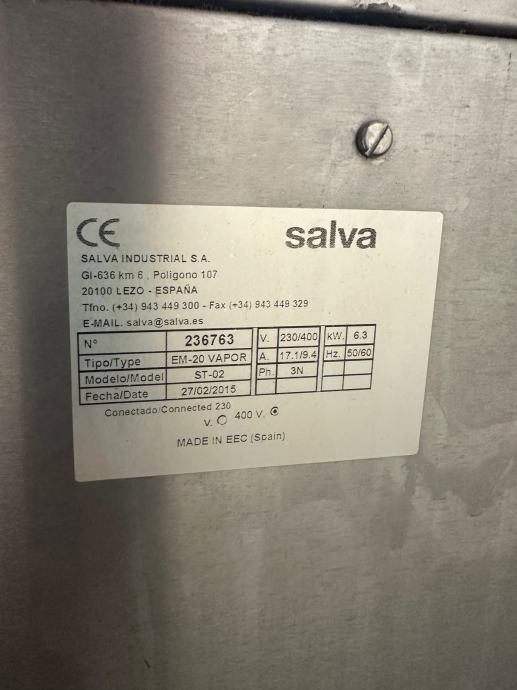 CE
salva
SALVA INDUSTRIAL S.A.
GI-636 km 6 , Poligono 107
20100 LEZO - ESPAÑA
Tfno. (+34) 943 449 300 - Fax (+34) 943 449 329
E-MAIL. salva@salva.es
Nº 236763 V. 230/400 kW. 6.3
Tipo/Type EM-20 VAPOR A. 17.1/9.4 Hz. 50/60
Modelo/Model ST-02 Ph. 3N
Fecha/Date 27/02/2015
Conectado/Connected 230
V. 400 V.
MADE IN EEC (Spain)